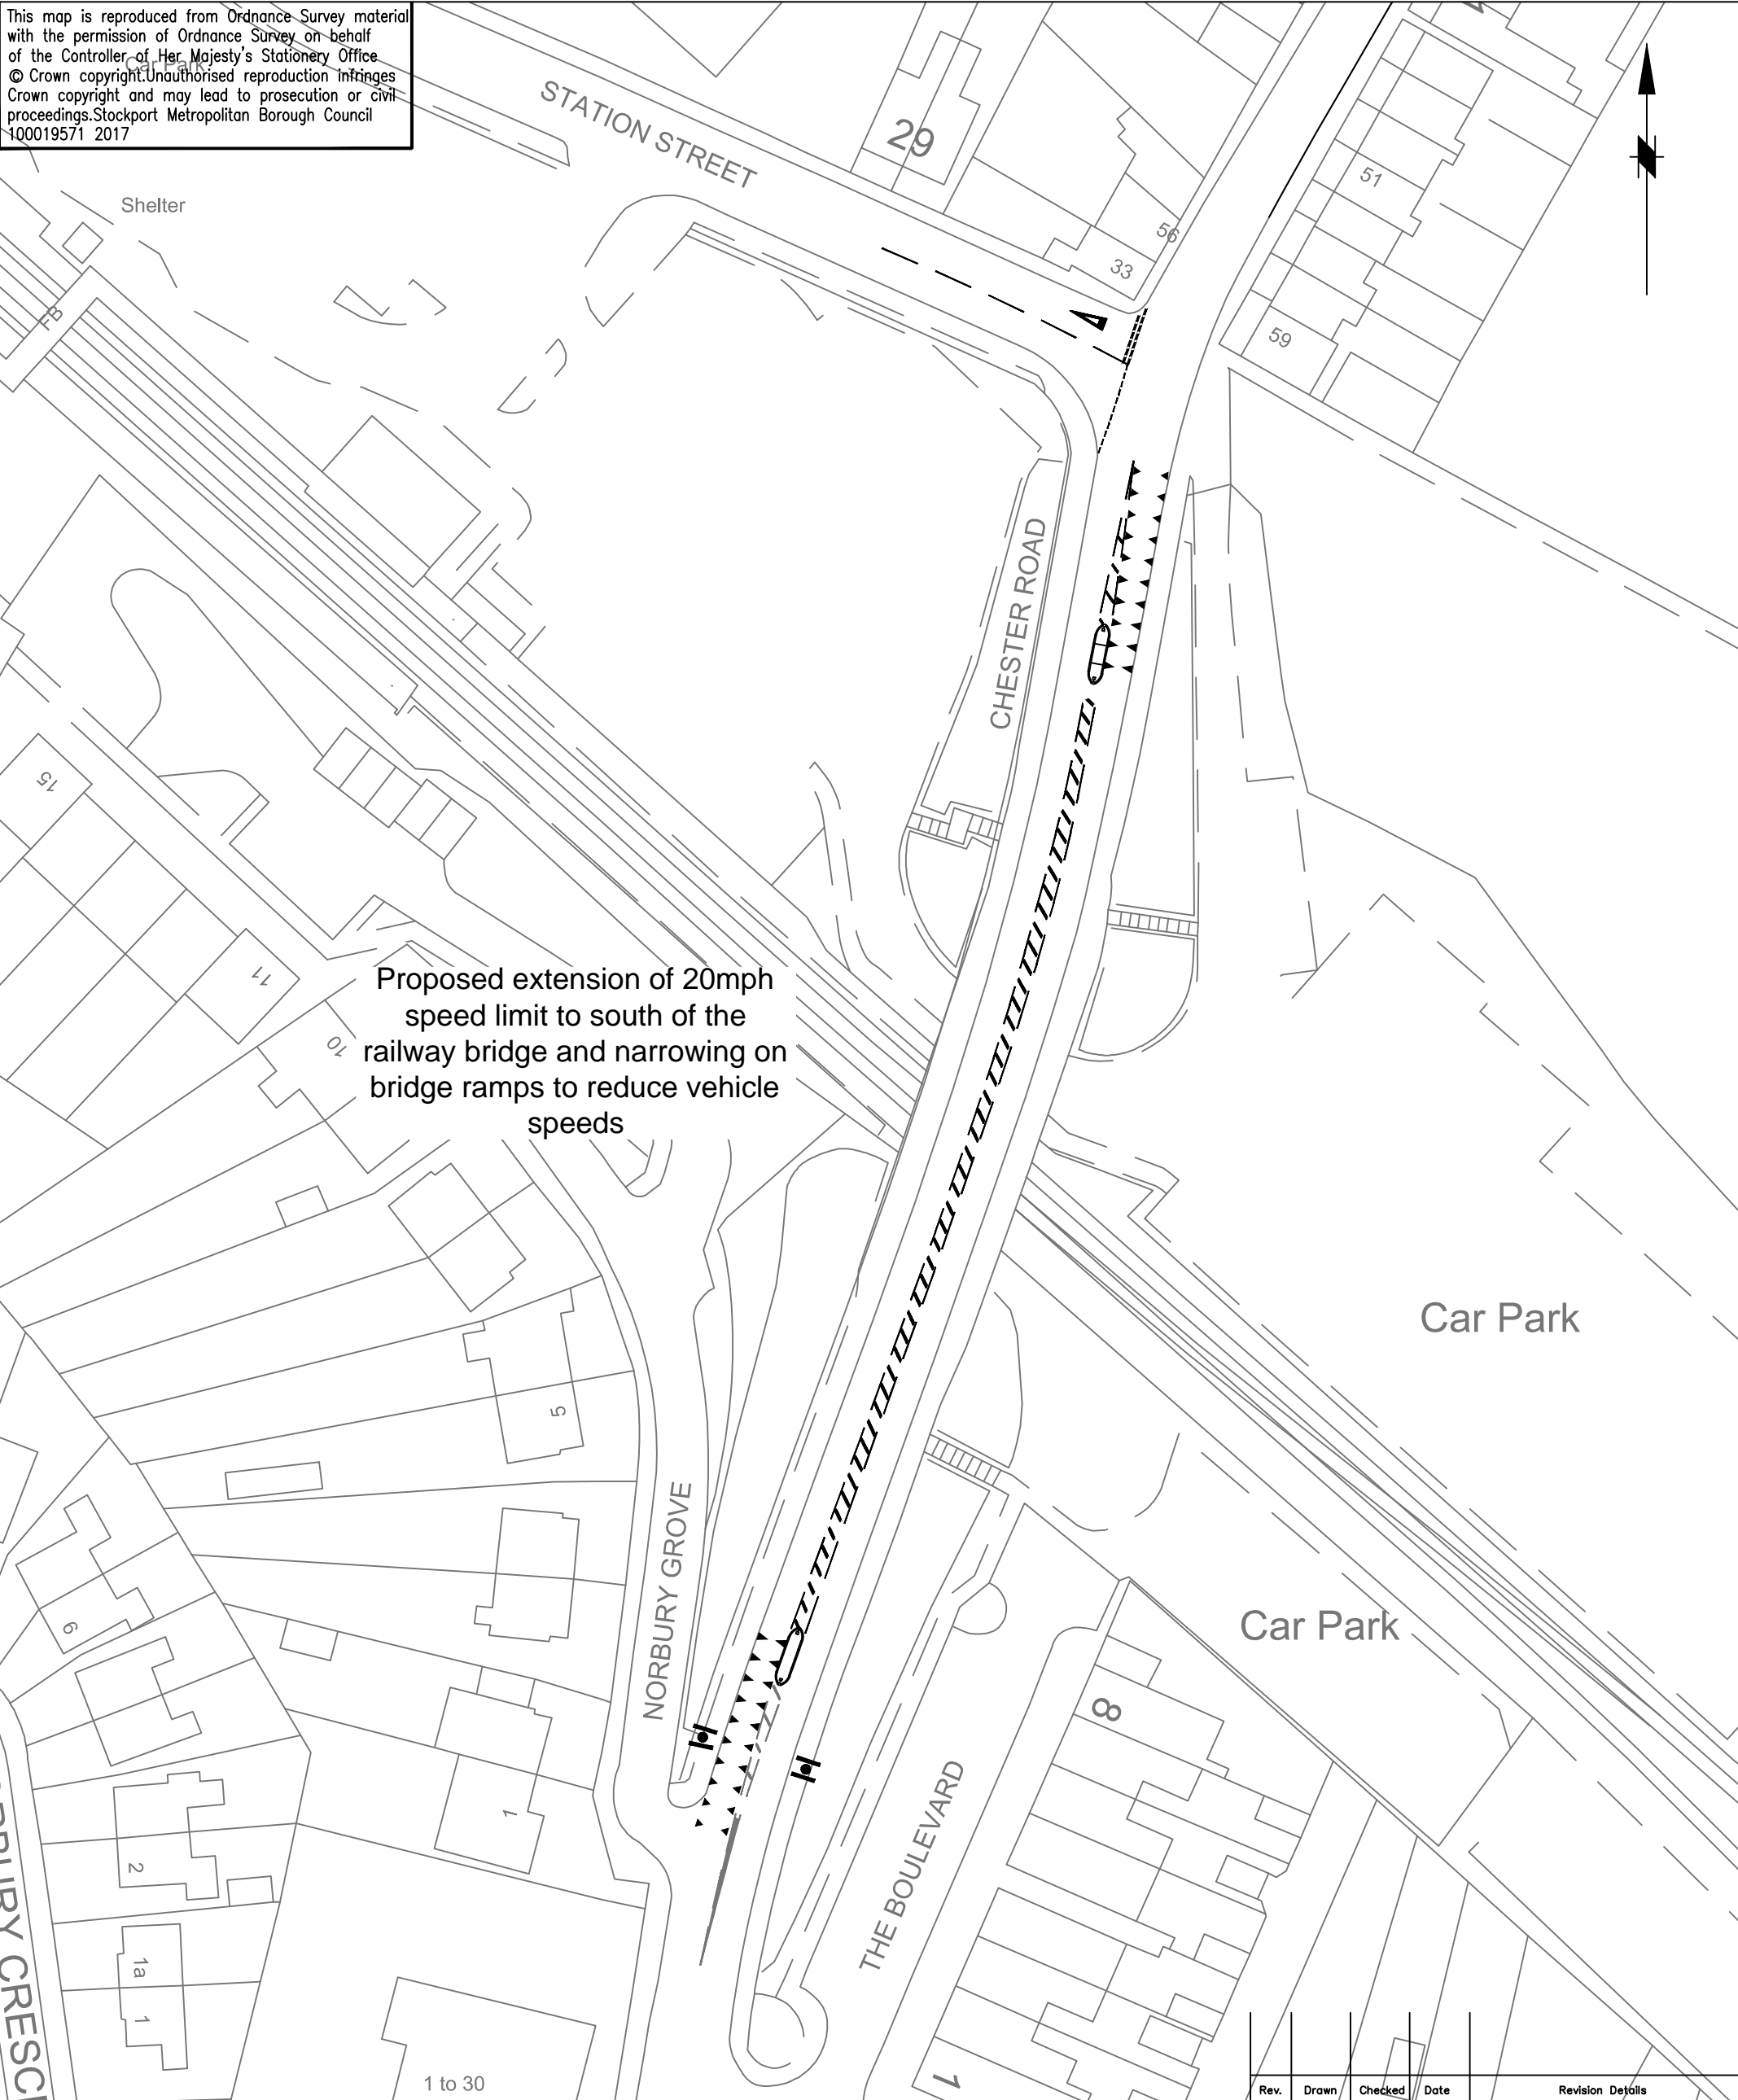 This map is reproduced from Ordnance Survey material
with the permission of Ordnance Survey on behalf
of the Controller of Her Majesty's Stationery Office
© Crown copyright.Unauthorised reproduction infringes
Crown copyright and may lead to prosecution or civil
proceedings.Stockport Metropolitan Borough Council
100019571 2017
Car Park
STATION STREET
29
Shelter
51
56
33
59
FB
CHESTER ROAD
15
11
10
Proposed extension of 20mph
speed limit to south of the
railway bridge and narrowing on
bridge ramps to reduce vehicle
speeds
Car Park
5
NORBURY GROVE
Car Park
6
8
1
THE BOULEVARD
2
1a
1
1
1 to 30
Rev. Drawn Checked Date Revision Details